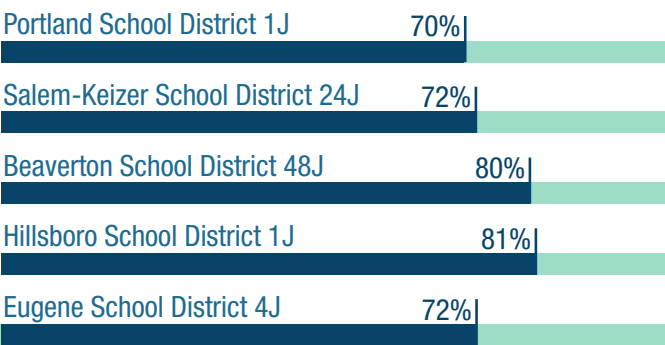 Portland School District 1J 70%
Salem-Keizer School District 24J 72%
Beaverton School District 48J 80%
Hillsboro School District 1J 81%
Eugene School District 4J 72%